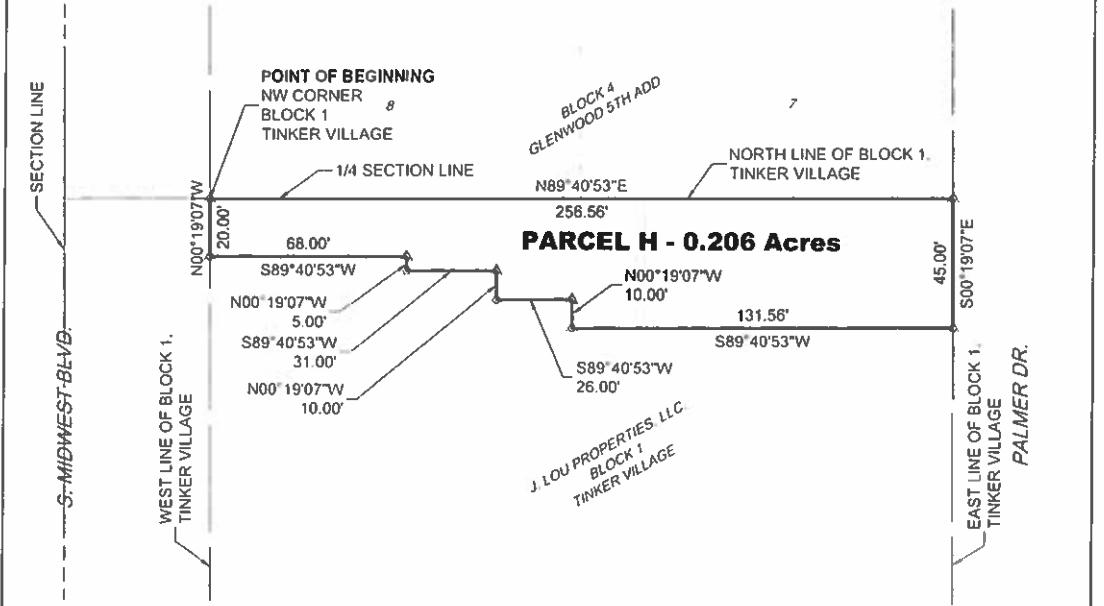 SECTION LINE
S. MIDWEST BLVD.
POINT OF BEGINNING
NW CORNER
BLOCK 1
TINKER VILLAGE
8
BLOCK 4
GLENWOOD 5TH ADD
7
1/4 SECTION LINE
NORTH LINE OF BLOCK 1,
TINKER VILLAGE
N89°40'53"E
256.56'
PARCEL H - 0.206 Acres
N00°19'07"W
20.00'
68.00'
S89°40'53"W
N00°19'07"W
5.00'
S89°40'53"W
31.00'
N00°19'07"W
10.00'
N00°19'07"W
10.00'
S89°40'53"W
26.00'
131.56'
S89°40'53"W
45.00'
S00°19'07"E
WEST LINE OF BLOCK 1,
TINKER VILLAGE
J. LOU PROPERTIES, LLC
BLOCK 1
TINKER VILLAGE
EAST LINE OF BLOCK 1,
TINKER VILLAGE
PALMER DR.